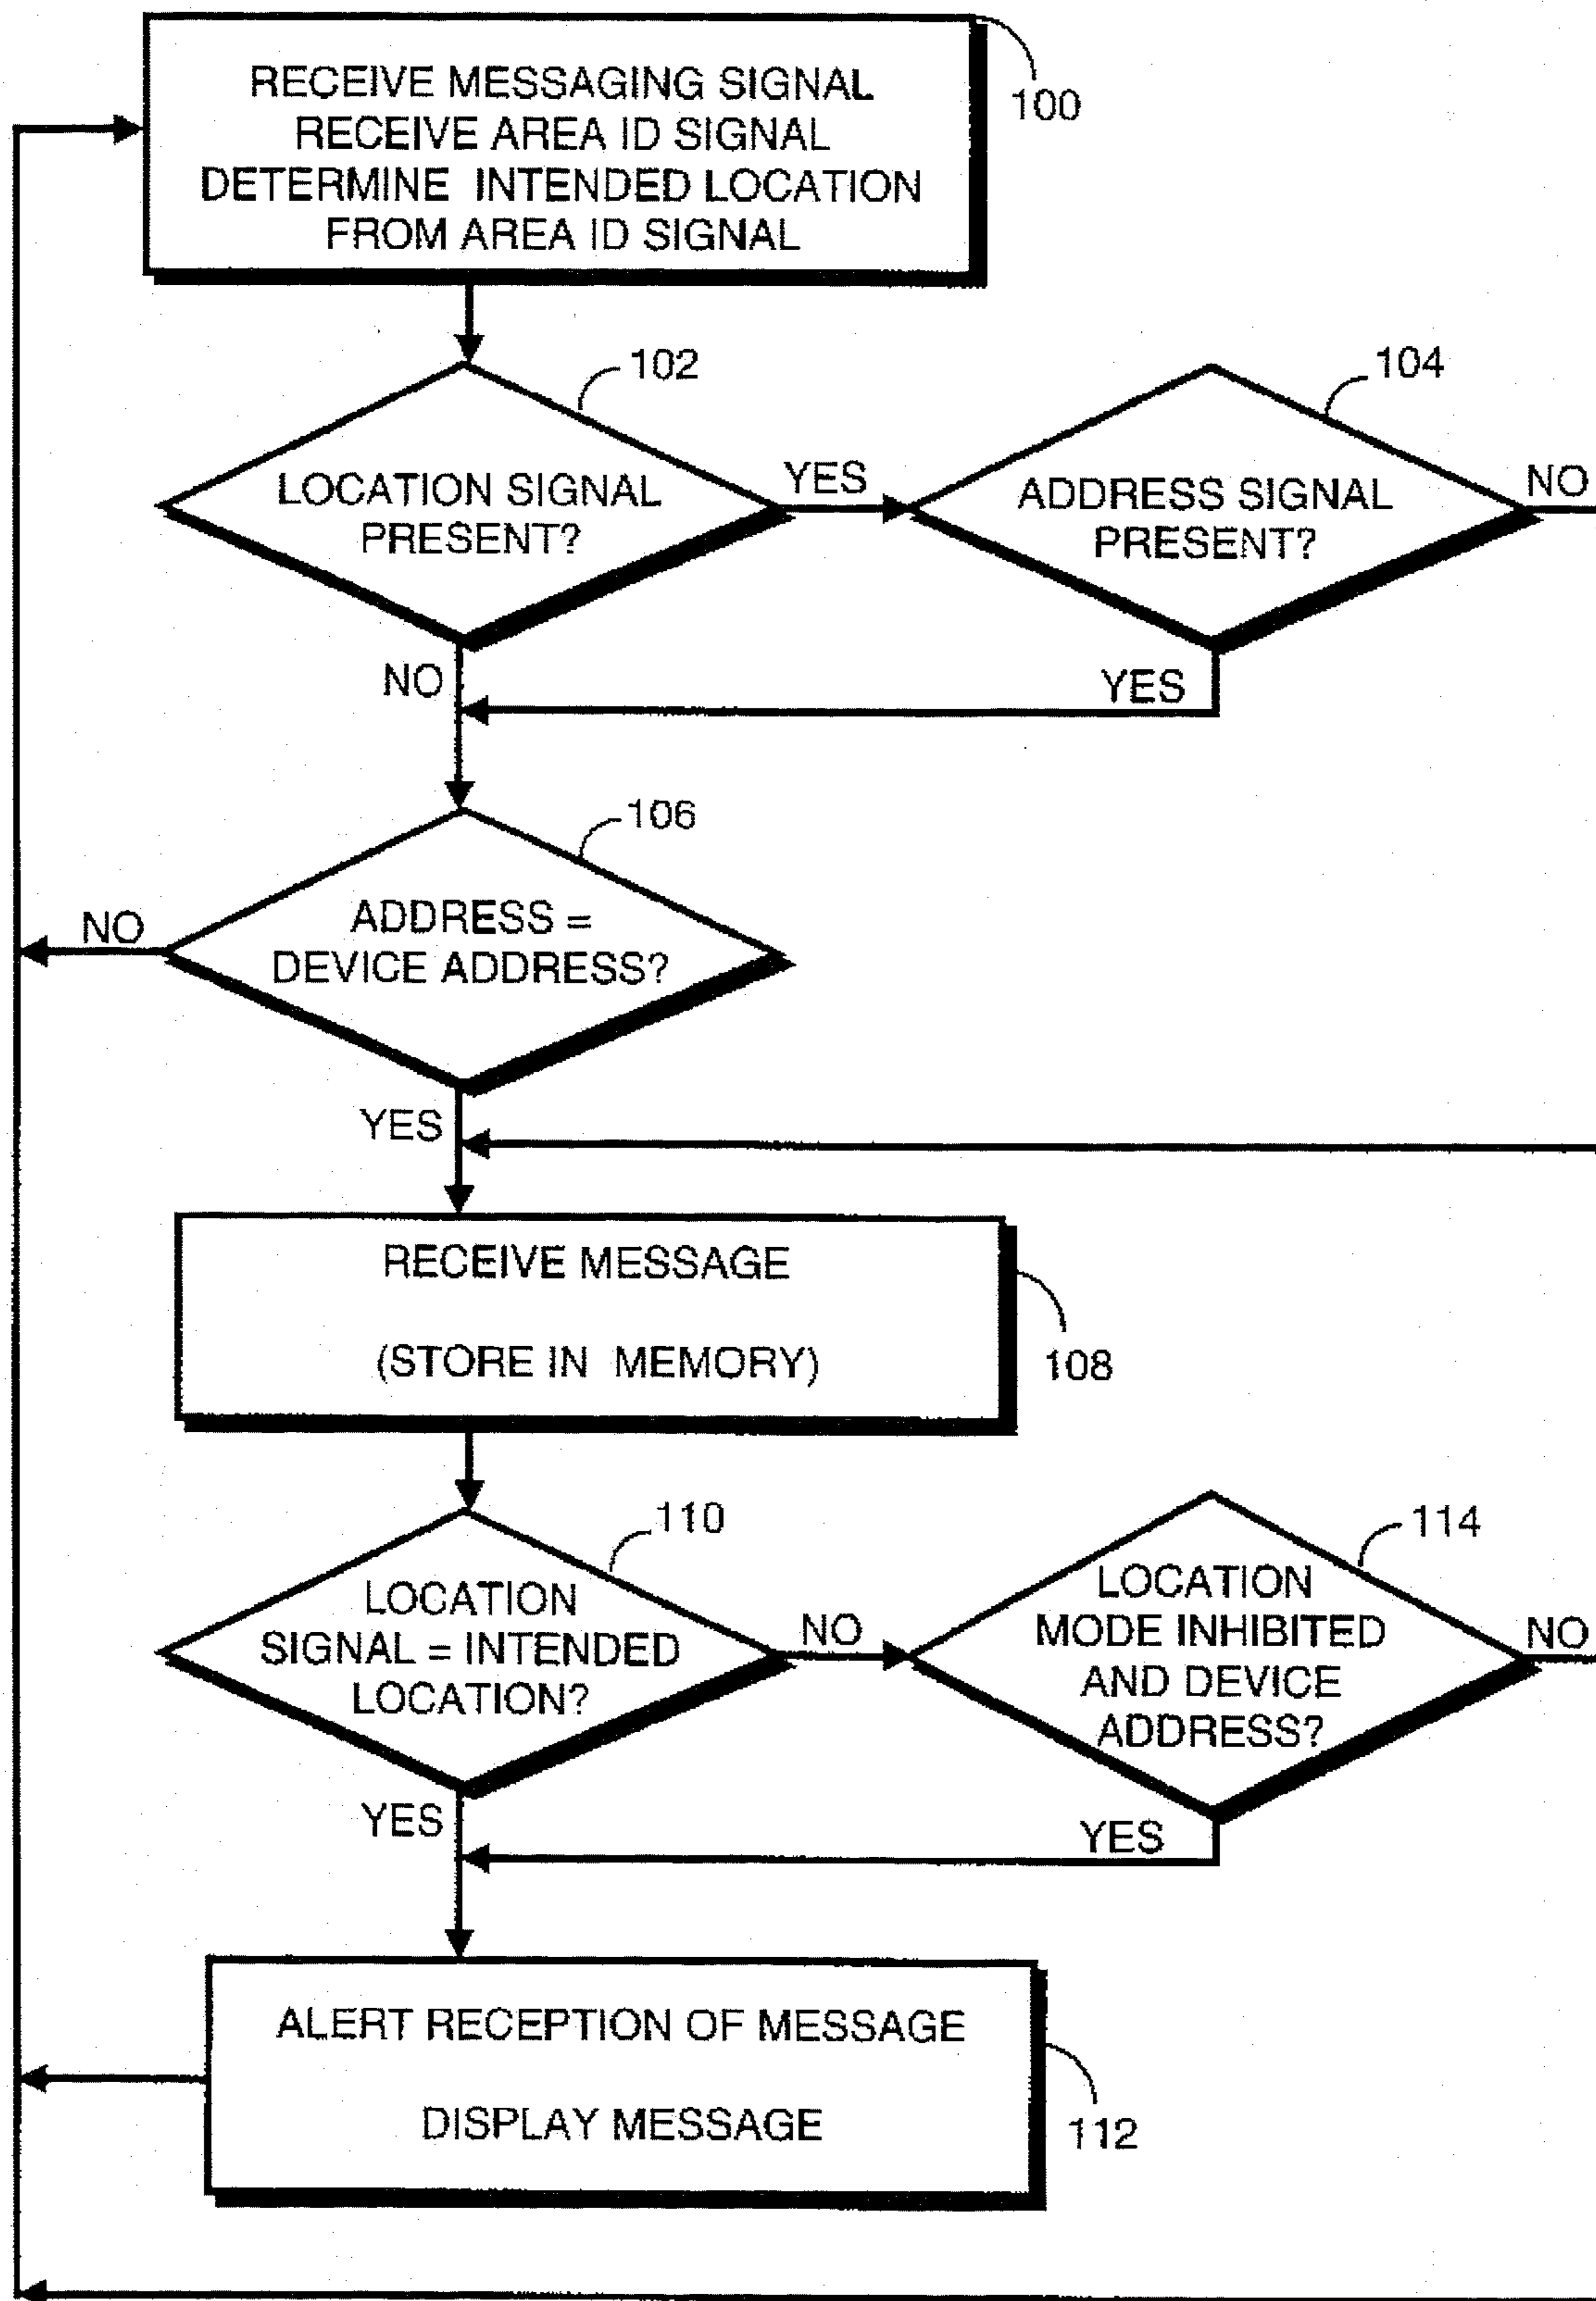 RECEIVE MESSAGING SIGNAL
RECEIVE AREA ID SIGNAL
DETERMINE INTENDED LOCATION
FROM AREA ID SIGNAL
100
102
LOCATION SIGNAL
PRESENT?
YES
104
ADDRESS SIGNAL
PRESENT?
NO
NO
YES
106
ADDRESS =
DEVICE ADDRESS?
NO
YES
RECEIVE MESSAGE
(STORE IN MEMORY)
108
110
LOCATION
SIGNAL = INTENDED
LOCATION?
NO
114
LOCATION
MODE INHIBITED
AND DEVICE
ADDRESS?
NO
YES
YES
ALERT RECEPTION OF MESSAGE
DISPLAY MESSAGE
112